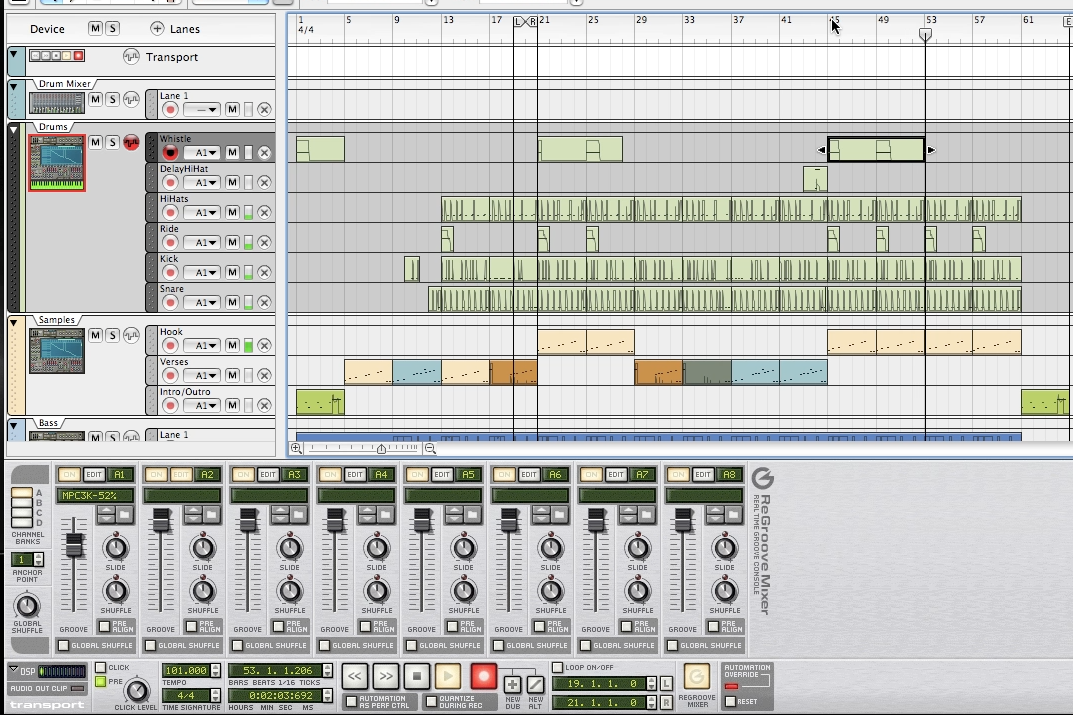 Device M S + Lanes
1 5 9 13 17 L R 21 25 29 33 37 41 45 49 53 57 61 E
4/4
Transport
Drum Mixer
M S
Lane 1
— M
Drums
M S
Whistle
A1 M
DelayHiHat
A1 M
HiHats
A1 M
Ride
A1 M
Kick
A1 M
Snare
A1 M
Samples
M S
Hook
A1 M
Verses
A1 M
Intro/Outro
A1 M
Bass
M S
Lane 1
ON EDIT A1 ON EDIT A2 ON EDIT A3 ON EDIT A4 ON EDIT A5 ON EDIT A6 ON EDIT A7 ON EDIT A8
MPC3K-52%
A
B
C
D
CHANNEL
BANKS
1
ANCHOR
POINT
GLOBAL
SHUFFLE
SLIDE SLIDE SLIDE SLIDE SLIDE SLIDE SLIDE SLIDE
SHUFFLE SHUFFLE SHUFFLE SHUFFLE SHUFFLE SHUFFLE SHUFFLE SHUFFLE
GROOVE PRE ALIGN GROOVE PRE ALIGN GROOVE PRE ALIGN GROOVE PRE ALIGN GROOVE PRE ALIGN GROOVE PRE ALIGN GROOVE PRE ALIGN GROOVE PRE ALIGN
GLOBAL SHUFFLE GLOBAL SHUFFLE GLOBAL SHUFFLE GLOBAL SHUFFLE GLOBAL SHUFFLE GLOBAL SHUFFLE GLOBAL SHUFFLE GLOBAL SHUFFLE
ReGroove Mixer
REAL TIME GROOVE CONSOLE
DSP
AUDIO OUT CLIP
transport
CLICK
PRE
CLICK LEVEL
101.000
TEMPO
4/4
TIME SIGNATURE
53. 1. 1.206
BARS BEATS 1/16 TICKS
0:02:03:692
HOURS MIN SEC MS
AUTOMATION
AS PERF CTRL
QUANTIZE
DURING REC
NEW
DUB
NEW
ALT
LOOP ON/OFF
19. 1. 1. 0 L
21. 1. 1. 0 R
REGROOVE
MIXER
AUTOMATION
OVERRIDE
RESET